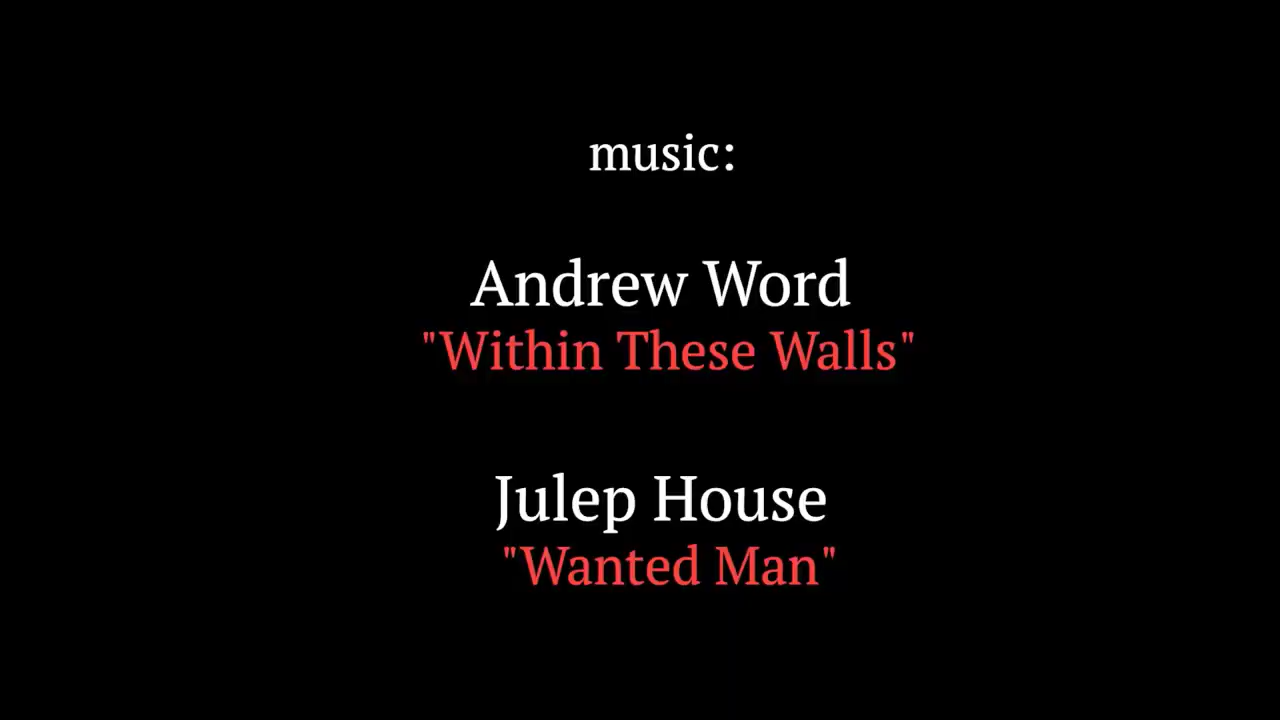 music:
Andrew Word
"Within These Walls"
Julep House
"Wanted Man"